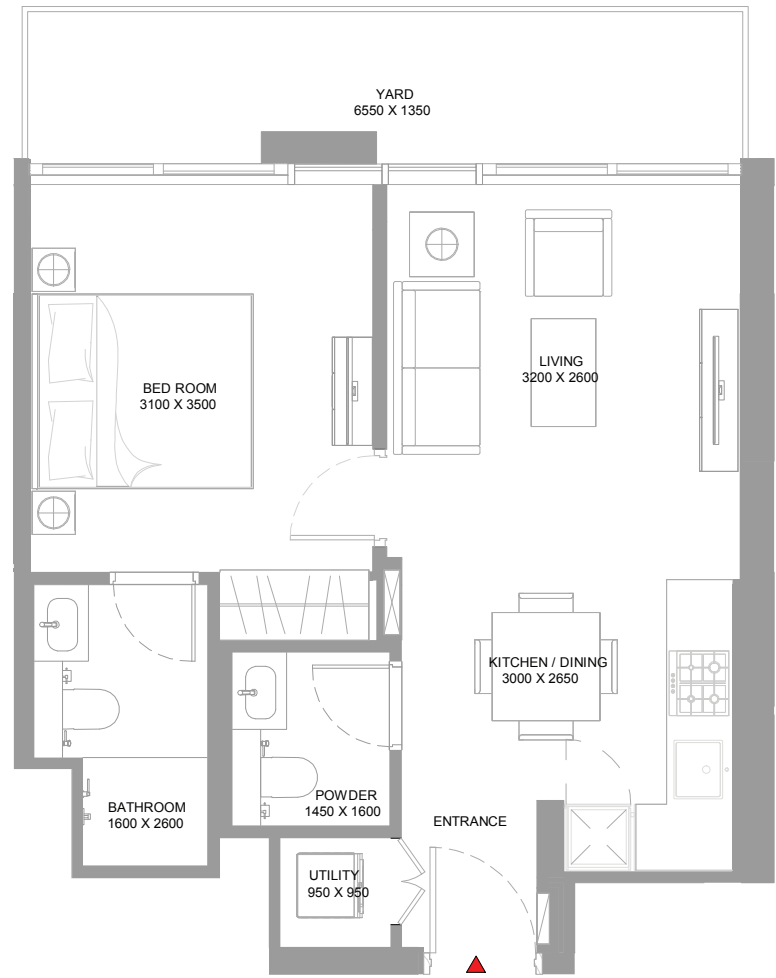 YARD
6550 X 1350
LIVING
3200 X 2600
BED ROOM
3100 X 3500
KITCHEN / DINING
3000 X 2650
POWDER
1450 X 1600
BATHROOM
1600 X 2600
ENTRANCE
UTILITY
950 X 950